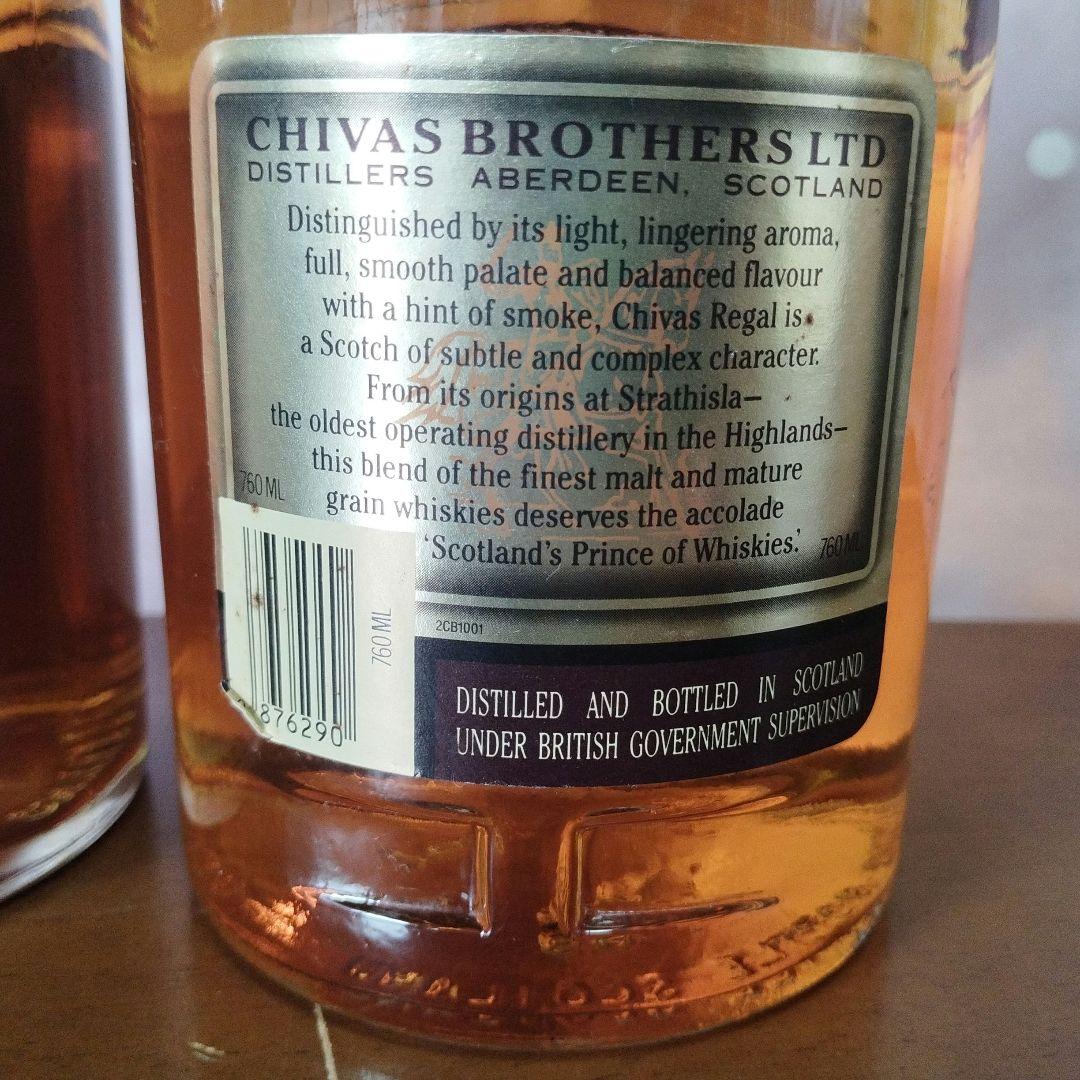 CHIVAS BROTHERS LTD
DISTILLERS ABERDEEN, SCOTLAND
Distinguished by its light, lingering aroma,
full, smooth palate and balanced flavour
with a hint of smoke, Chivas Regal is
a Scotch of subtle and complex character.
From its origins at Strathisla—
the oldest operating distillery in the Highlands—
this blend of the finest malt and mature
grain whiskies deserves the accolade
'Scotland's Prince of Whiskies.'
760 ML
760 ML
760 ML
876290
2CB1001
DISTILLED AND BOTTLED IN SCOTLAND
UNDER BRITISH GOVERNMENT SUPERVISION